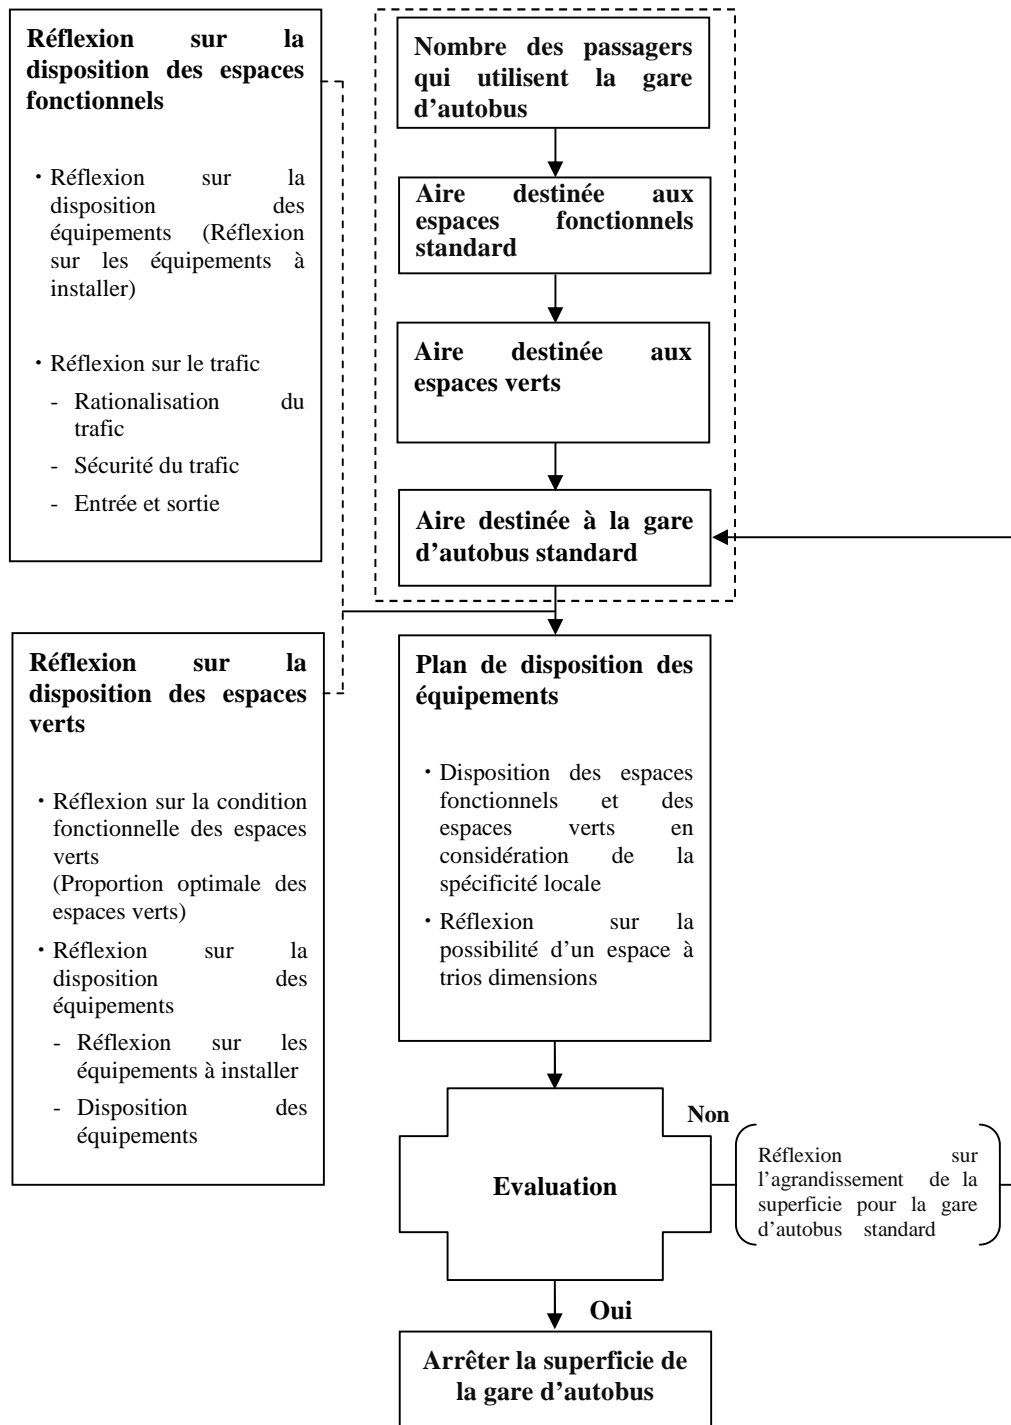 Réflexion sur la
disposition des espaces
fonctionnels
・Réflexion sur la
disposition des
équipements (Réflexion
sur les équipements à
installer)
・Réflexion sur le trafic
- Rationalisation du
trafic
- Sécurité du trafic
- Entrée et sortie
Réflexion sur la
disposition des espaces
verts
・Réflexion sur la condition
fonctionnelle des espaces
verts
(Proportion optimale des
espaces verts)
・Réflexion sur la
disposition des
équipements
- Réflexion sur les
équipements à installer
- Disposition des
équipements
Nombre des passagers
qui utilisent la gare
d’autobus
Aire destinée aux
espaces fonctionnels
standard
Aire destinée aux
espaces verts
Aire destinée à la gare
d’autobus standard
Plan de disposition des
équipements
・Disposition des espaces
fonctionnels et des
espaces verts en
considération de la
spécificité locale
・Réflexion sur la
possibilité d’un espace à
trios dimensions
Evaluation
Non
Réflexion sur
l’agrandissement de la
superficie pour la gare
d’autobus standard
Oui
Arrêter la superficie de
la gare d’autobus